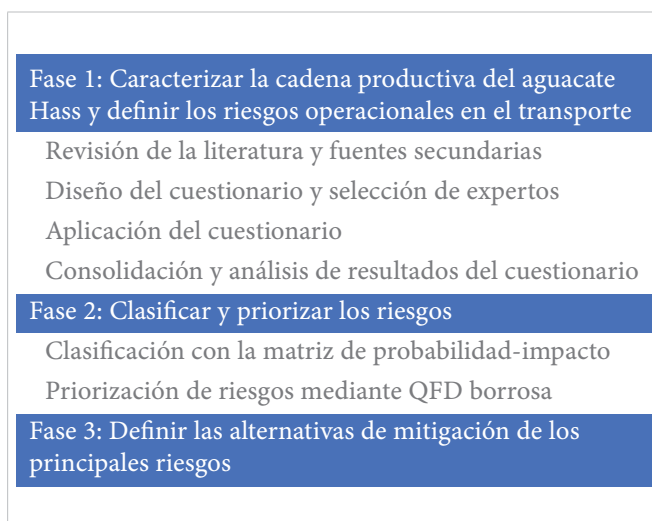 Fase 1: Caracterizar la cadena productiva del aguacate
Hass y definir los riesgos operacionales en el transporte
Revisión de la literatura y fuentes secundarias
Diseño del cuestionario y selección de expertos
Aplicación del cuestionario
Consolidación y análisis de resultados del cuestionario
Fase 2: Clasificar y priorizar los riesgos
Clasificación con la matriz de probabilidad-impacto
Priorización de riesgos mediante QFD borrosa
Fase 3: Definir las alternativas de mitigación de los
principales riesgos